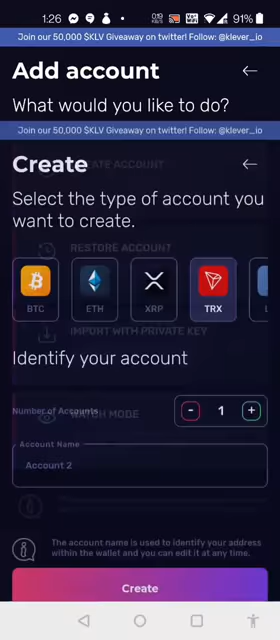 1:26
0.19 KB/S
91%
Join our 50,000 $KLV Giveaway on twitter! Follow: @klever_io
Add account
What would you like to do?
Join our 50,000 $KLV Giveaway on twitter! Follow: @klever_io
CREATE ACCOUNT
Create
Select the type of account you
want to create.
RESTORE ACCOUNT
BTC
ETH
XRP
TRX
IMPORT WITH PRIVATE KEY
Identify your account
Number of Accounts
WATCH MODE
- 1 +
Account Name
Account 2
The account name is used to identify your address
within the wallet and you can edit it at any time.
Create